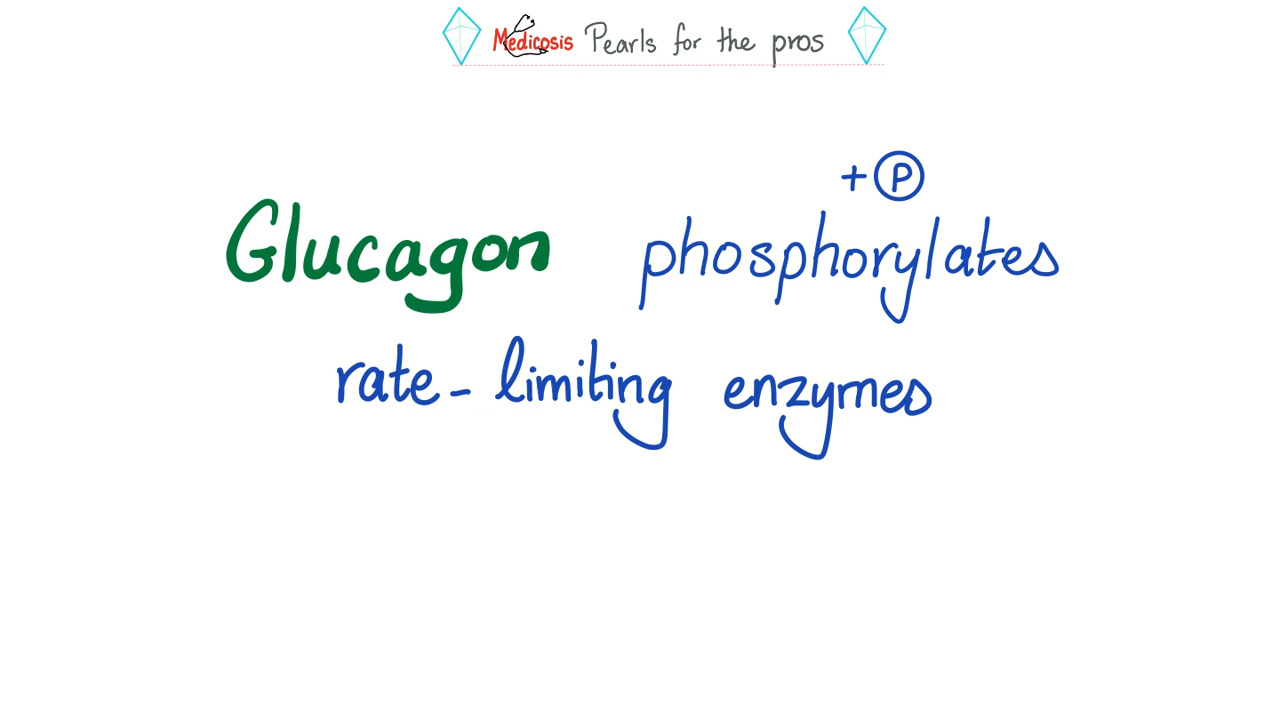 Medicosis Pearls for the pros
+ P
Glucagon phosphorylates
rate-limiting enzymes